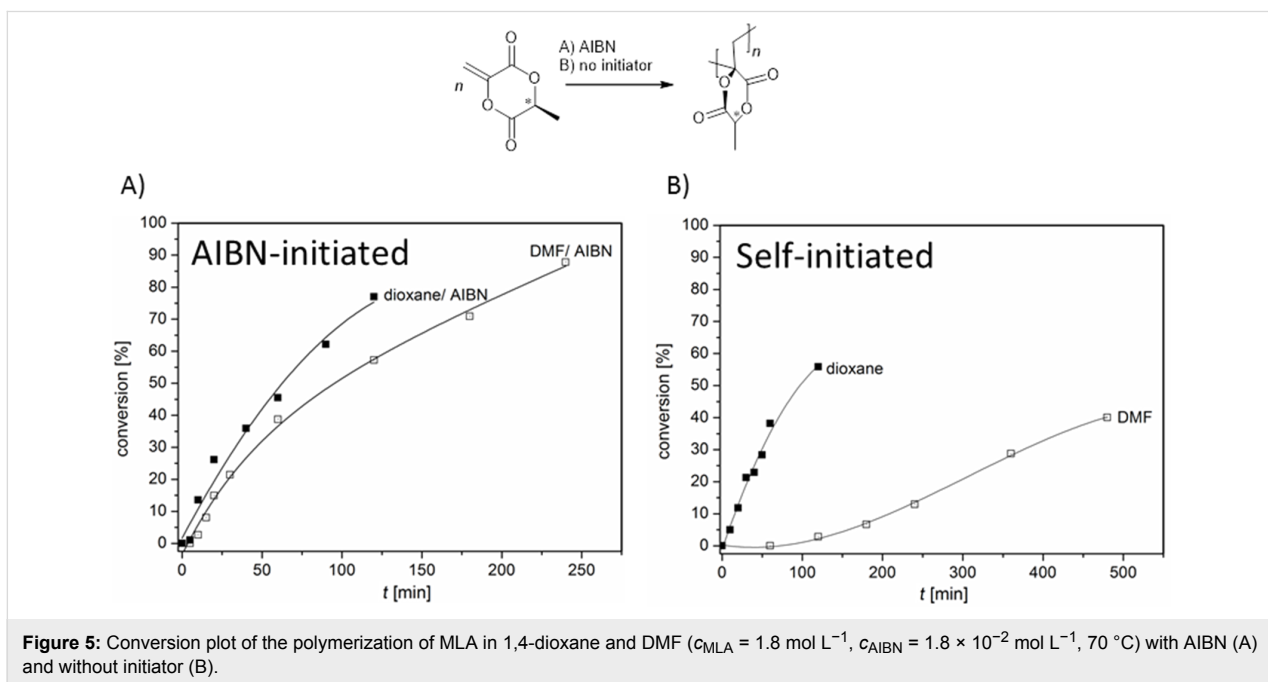 O
A) AIBN
B) no initiator
n
O
O
*
O
n
O
O
O
O
*
A)
B)
100
90
80
70
60
50
40
30
20
10
0
conversion [%]
AIBN-initiated
DMF/ AIBN
dioxane/ AIBN
0 50 100 150 200 250
t [min]
100
90
80
70
60
50
40
30
20
10
0
conversion [%]
Self-initiated
dioxane
DMF
0 100 200 300 400 500
t [min]
Figure 5: Conversion plot of the polymerization of MLA in 1,4-dioxane and DMF (cMLA = 1.8 mol L⁻¹, cAIBN = 1.8 × 10⁻² mol L⁻¹, 70 °C) with AIBN (A)
and without initiator (B).